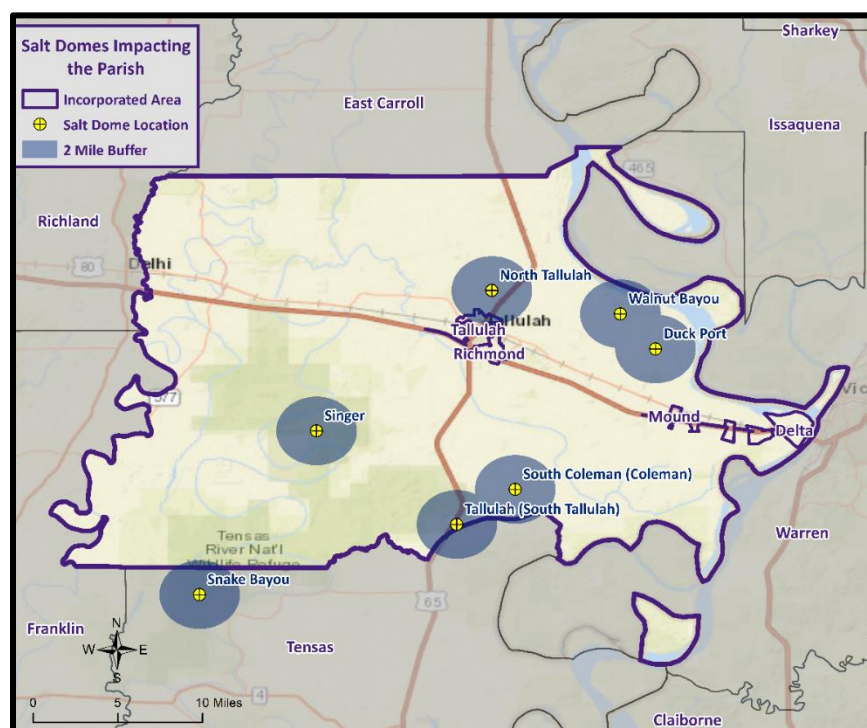 Salt Domes Impacting
the Parish
Incorporated Area
Salt Dome Location
2 Mile Buffer
Sharkey
East Carroll
Issaquena
465
Richland
80
Delhi
North Tallulah
Walnut Bayou
Tallulah
Duck Port
Richmond
577
Singer
Mound
Delta
South Coleman (Coleman)
Tallulah (South Tallulah)
Warren
Tensas
River Nat'l
Wildlife Refuge
Snake Bayou
65
Franklin
N
W E
S
Tensas
0 5 10 Miles
4
Claiborne